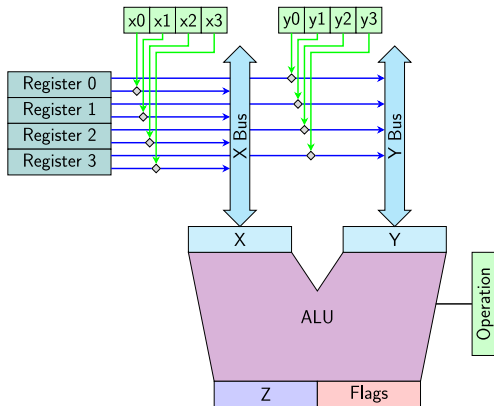 x0 x1 x2 x3
y0 y1 y2 y3
Register 0
Register 1
Register 2
Register 3
X Bus
Y Bus
X
Y
ALU
Operation
Z
Flags